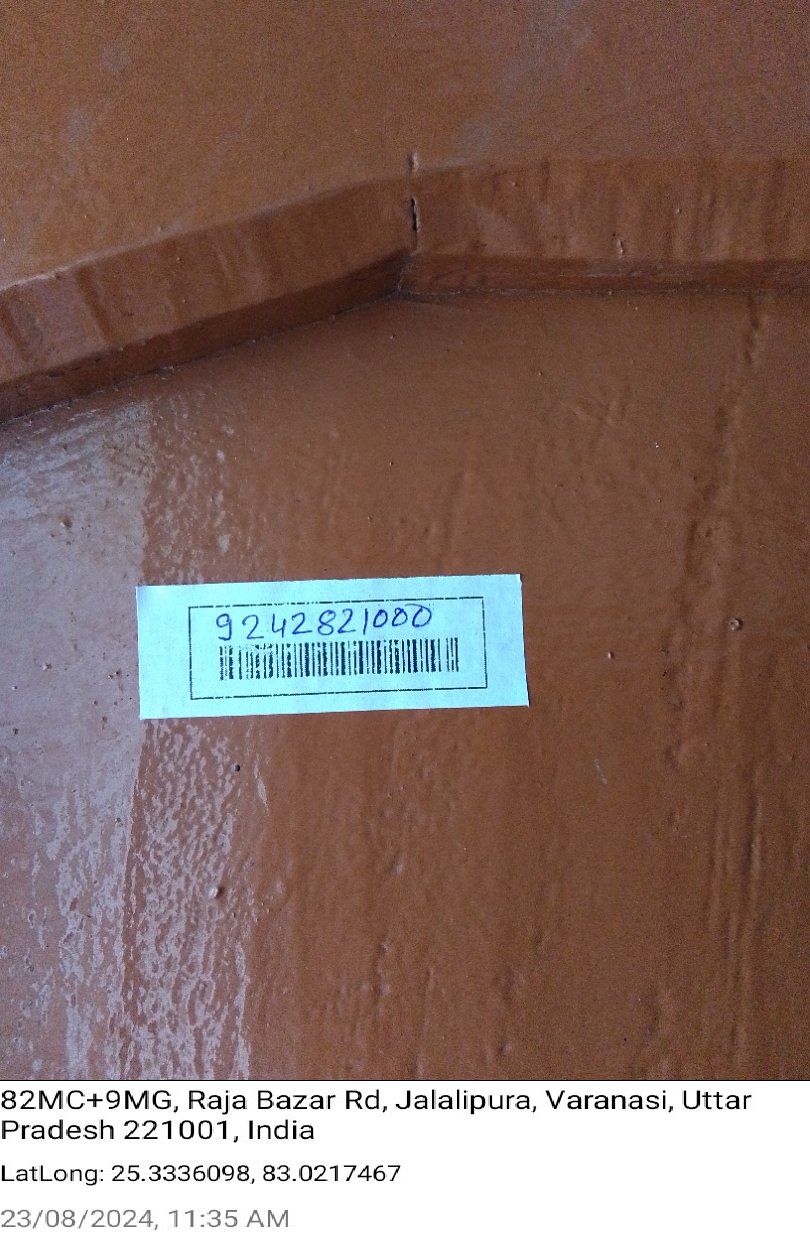 9242821000
82MC+9MG, Raja Bazar Rd, Jalalipura, Varanasi, Uttar
Pradesh 221001, India
LatLong: 25.3336098, 83.0217467
23/08/2024, 11:35 AM